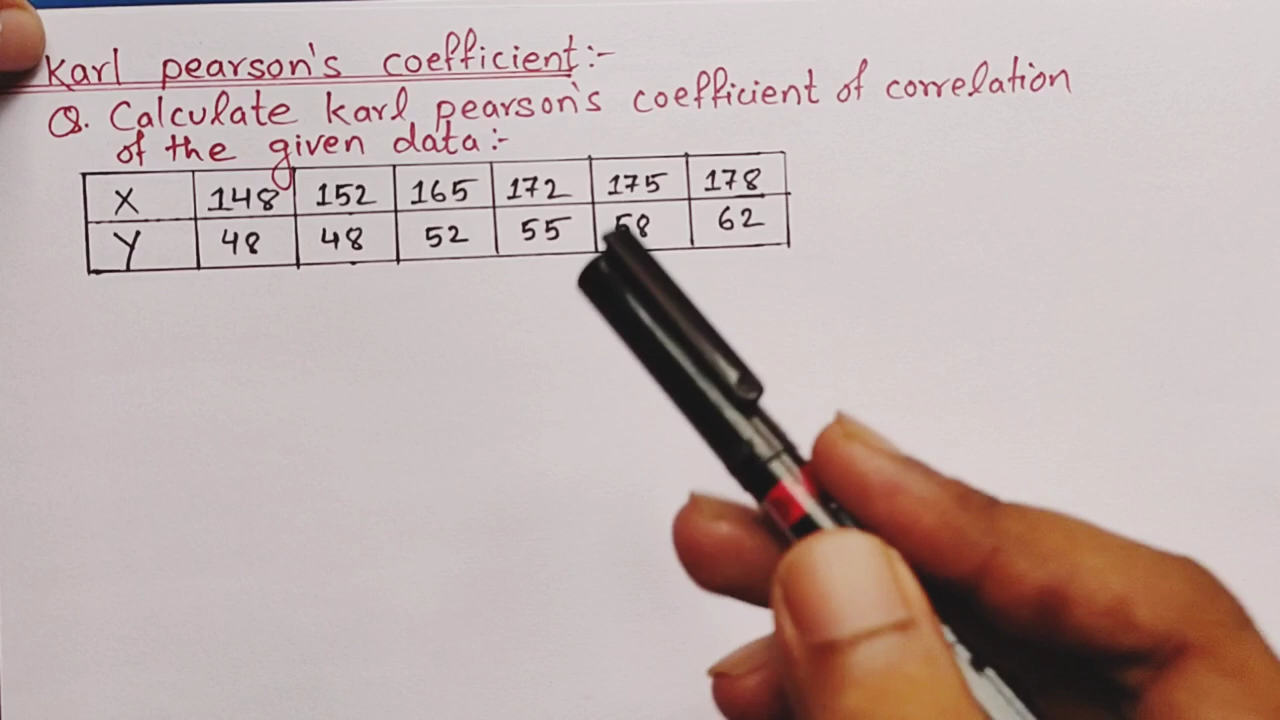 Karl pearson's coefficient:-
Q. Calculate Karl pearson's coefficient of correlation
of the given data:-
X 148 152 165 172 175 178
Y 48 48 52 55 58 62